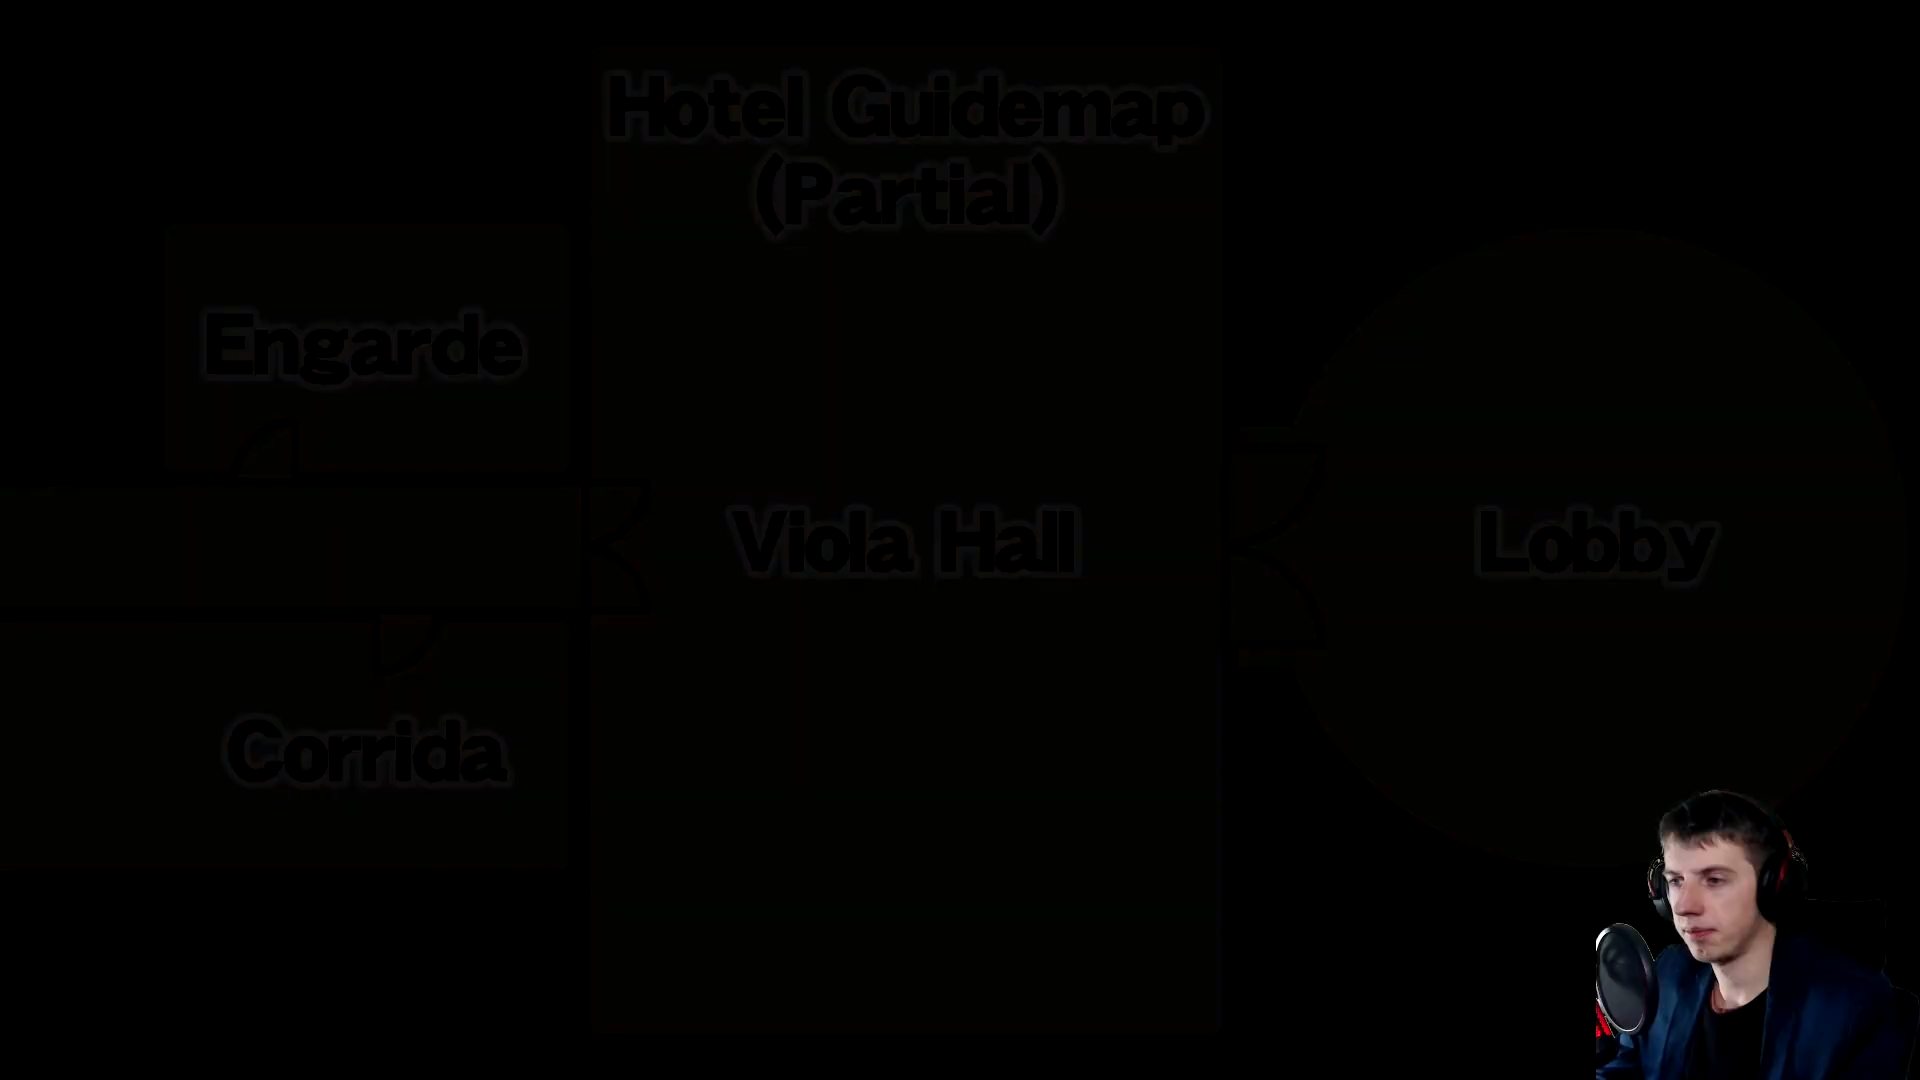 Hotel Guidemap
(Partial)
Engarde
Viola Hall
Lobby
Corrida